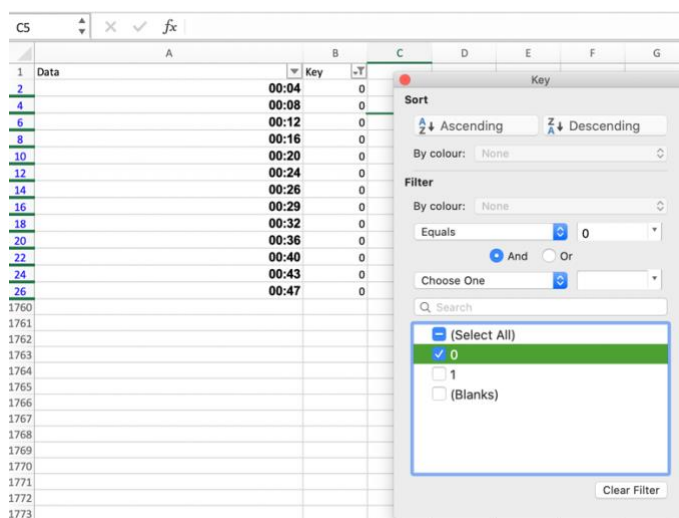 C5 fx
A B C D E F G
1 Data Key
2 00:04 0
4 00:08 0
6 00:12 0
8 00:16 0
10 00:20 0
12 00:24 0
14 00:26 0
16 00:29 0
18 00:32 0
20 00:36 0
22 00:40 0
24 00:43 0
26 00:47 0
1760
1761
1762
1763
1764
1765
1766
1767
1768
1769
1770
1771
1772
1773
Key
Sort
A Z Ascending Z A Descending
By colour: None
Filter
By colour: None
Equals 0
And Or
Choose One
Search
(Select All)
0
1
(Blanks)
Clear Filter